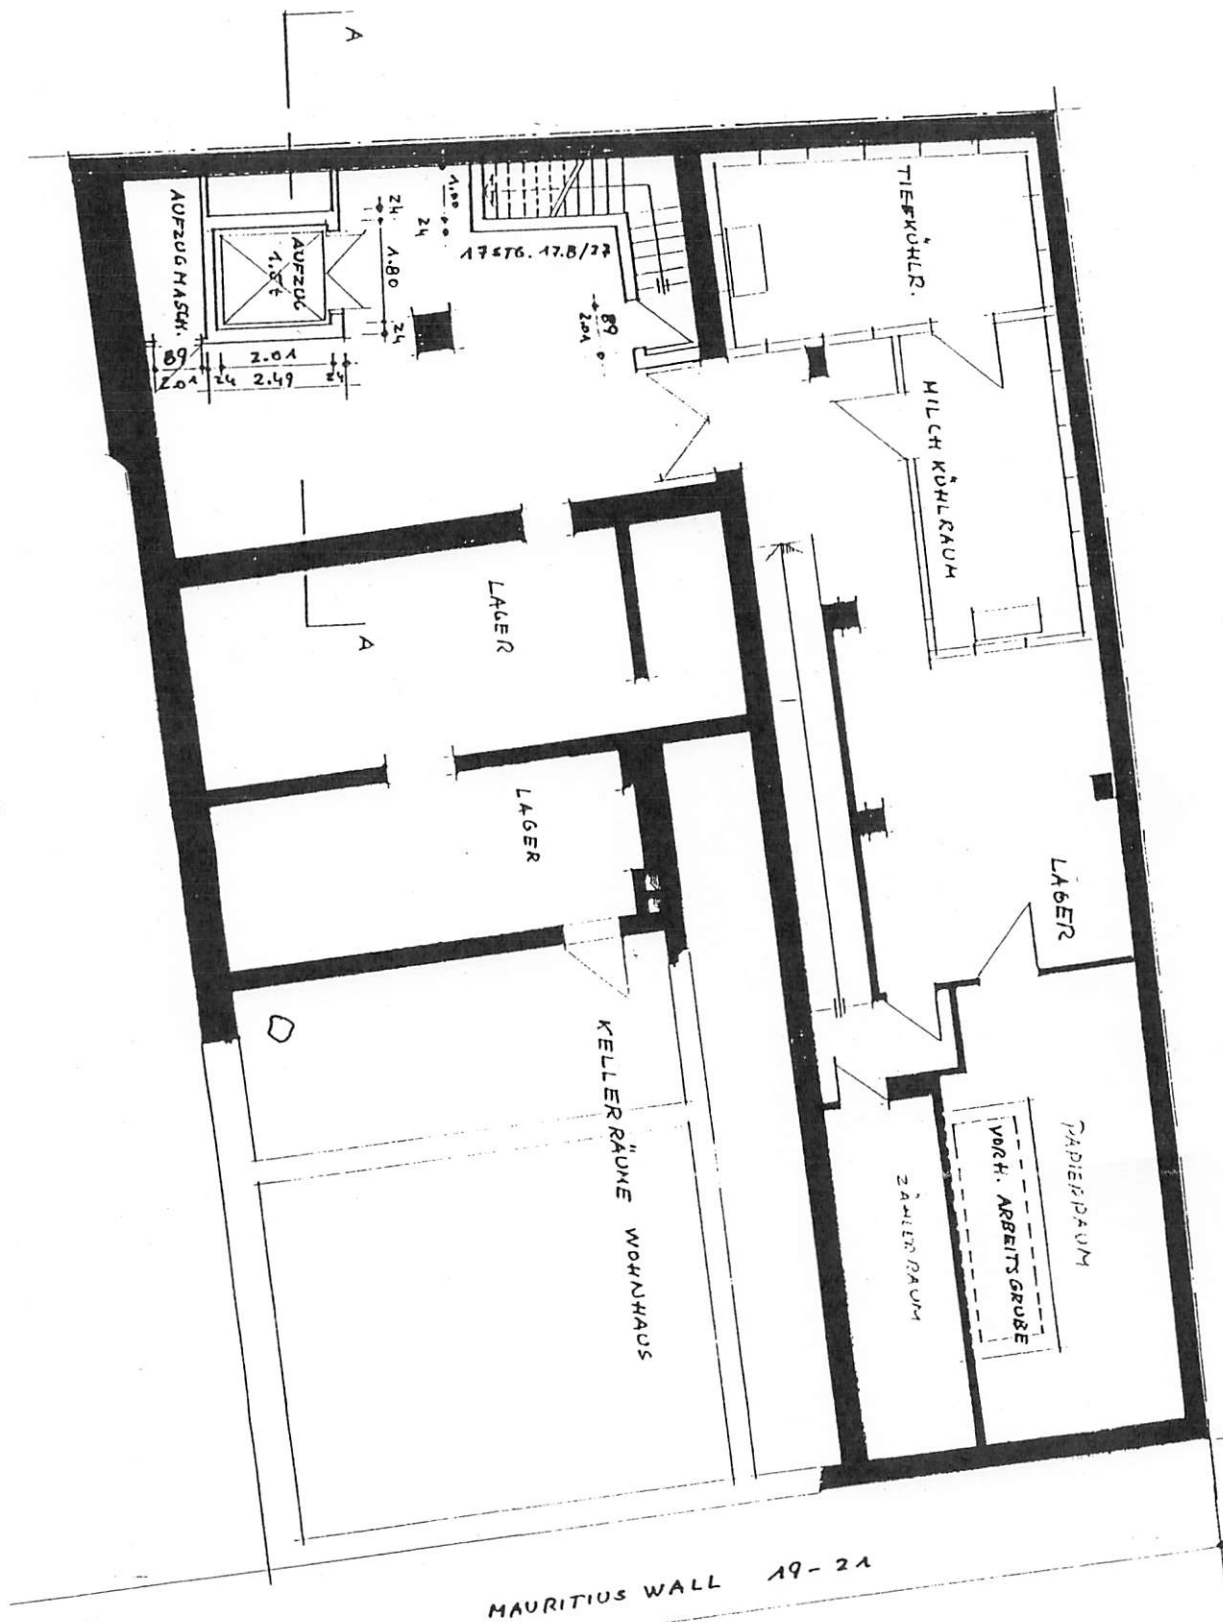 A
TIEFKÜHLR.
AUFZUGMASCH.
AUFZUG
1.5t
24
1.80
24
1.00
24
17 STG. 17.8/27
89
2.01
89
2.01
2.01
24 2.49 24
MILCH KÜHLRAUM
LAGER
A
LAGER
LAGER
KELLERRÄUME WOHNHAUS
PAPIERRAUM
VORH. ARBEITSGRUBE
ZÄHLERRAUM
MAURITIUS WALL 19-21